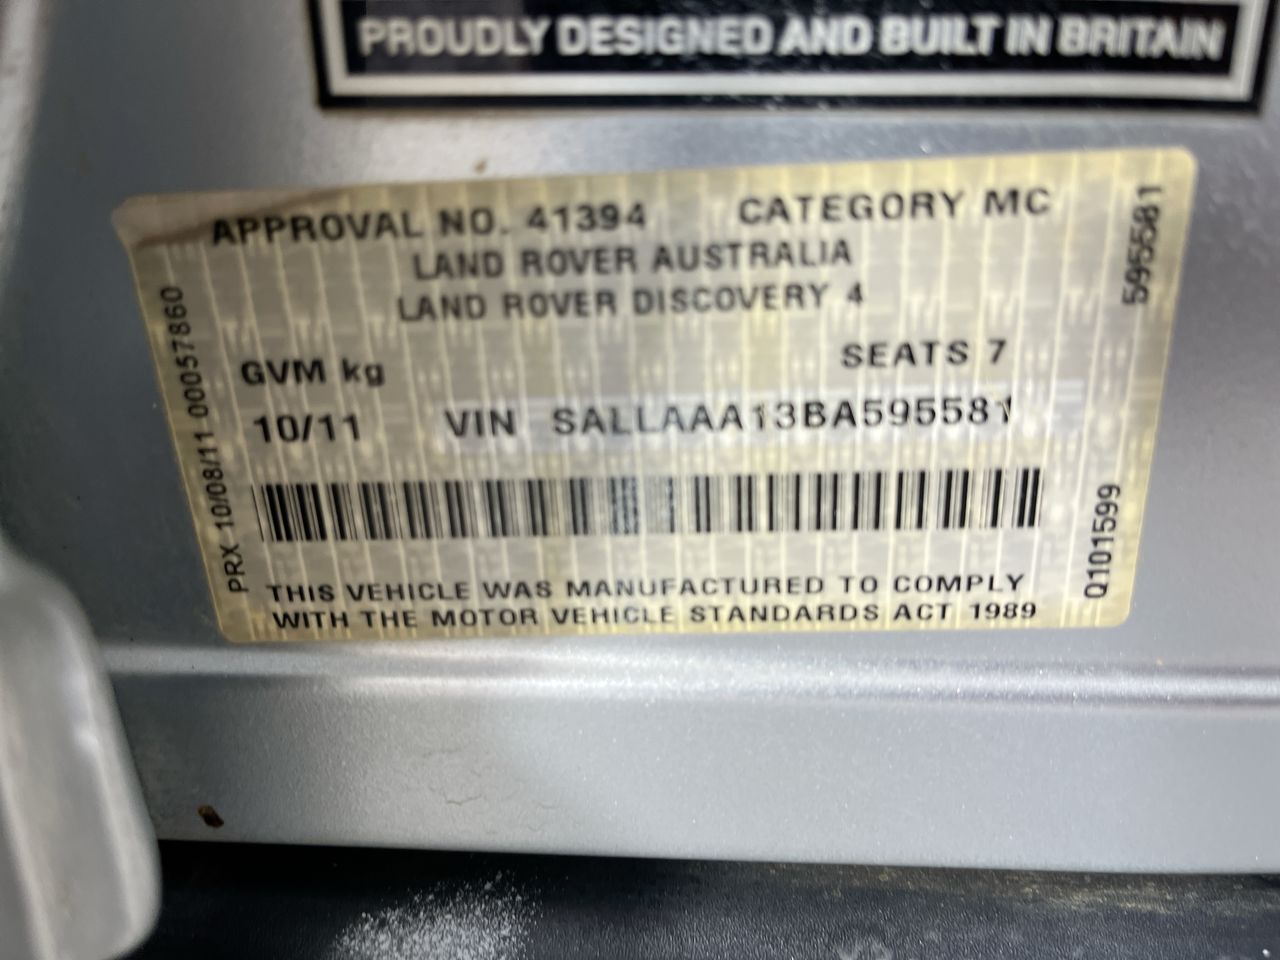 PROUDLY DESIGNED AND BUILT IN BRITAIN
APPROVAL NO. 41394 CATEGORY MC
LAND ROVER AUSTRALIA
LAND ROVER DISCOVERY 4
GVM kg SEATS 7
10/11 VIN SALLAAA13BA595581
THIS VEHICLE WAS MANUFACTURED TO COMPLY
WITH THE MOTOR VEHICLE STANDARDS ACT 1989
PRX 10/08/11 00057860
595581
Q101599